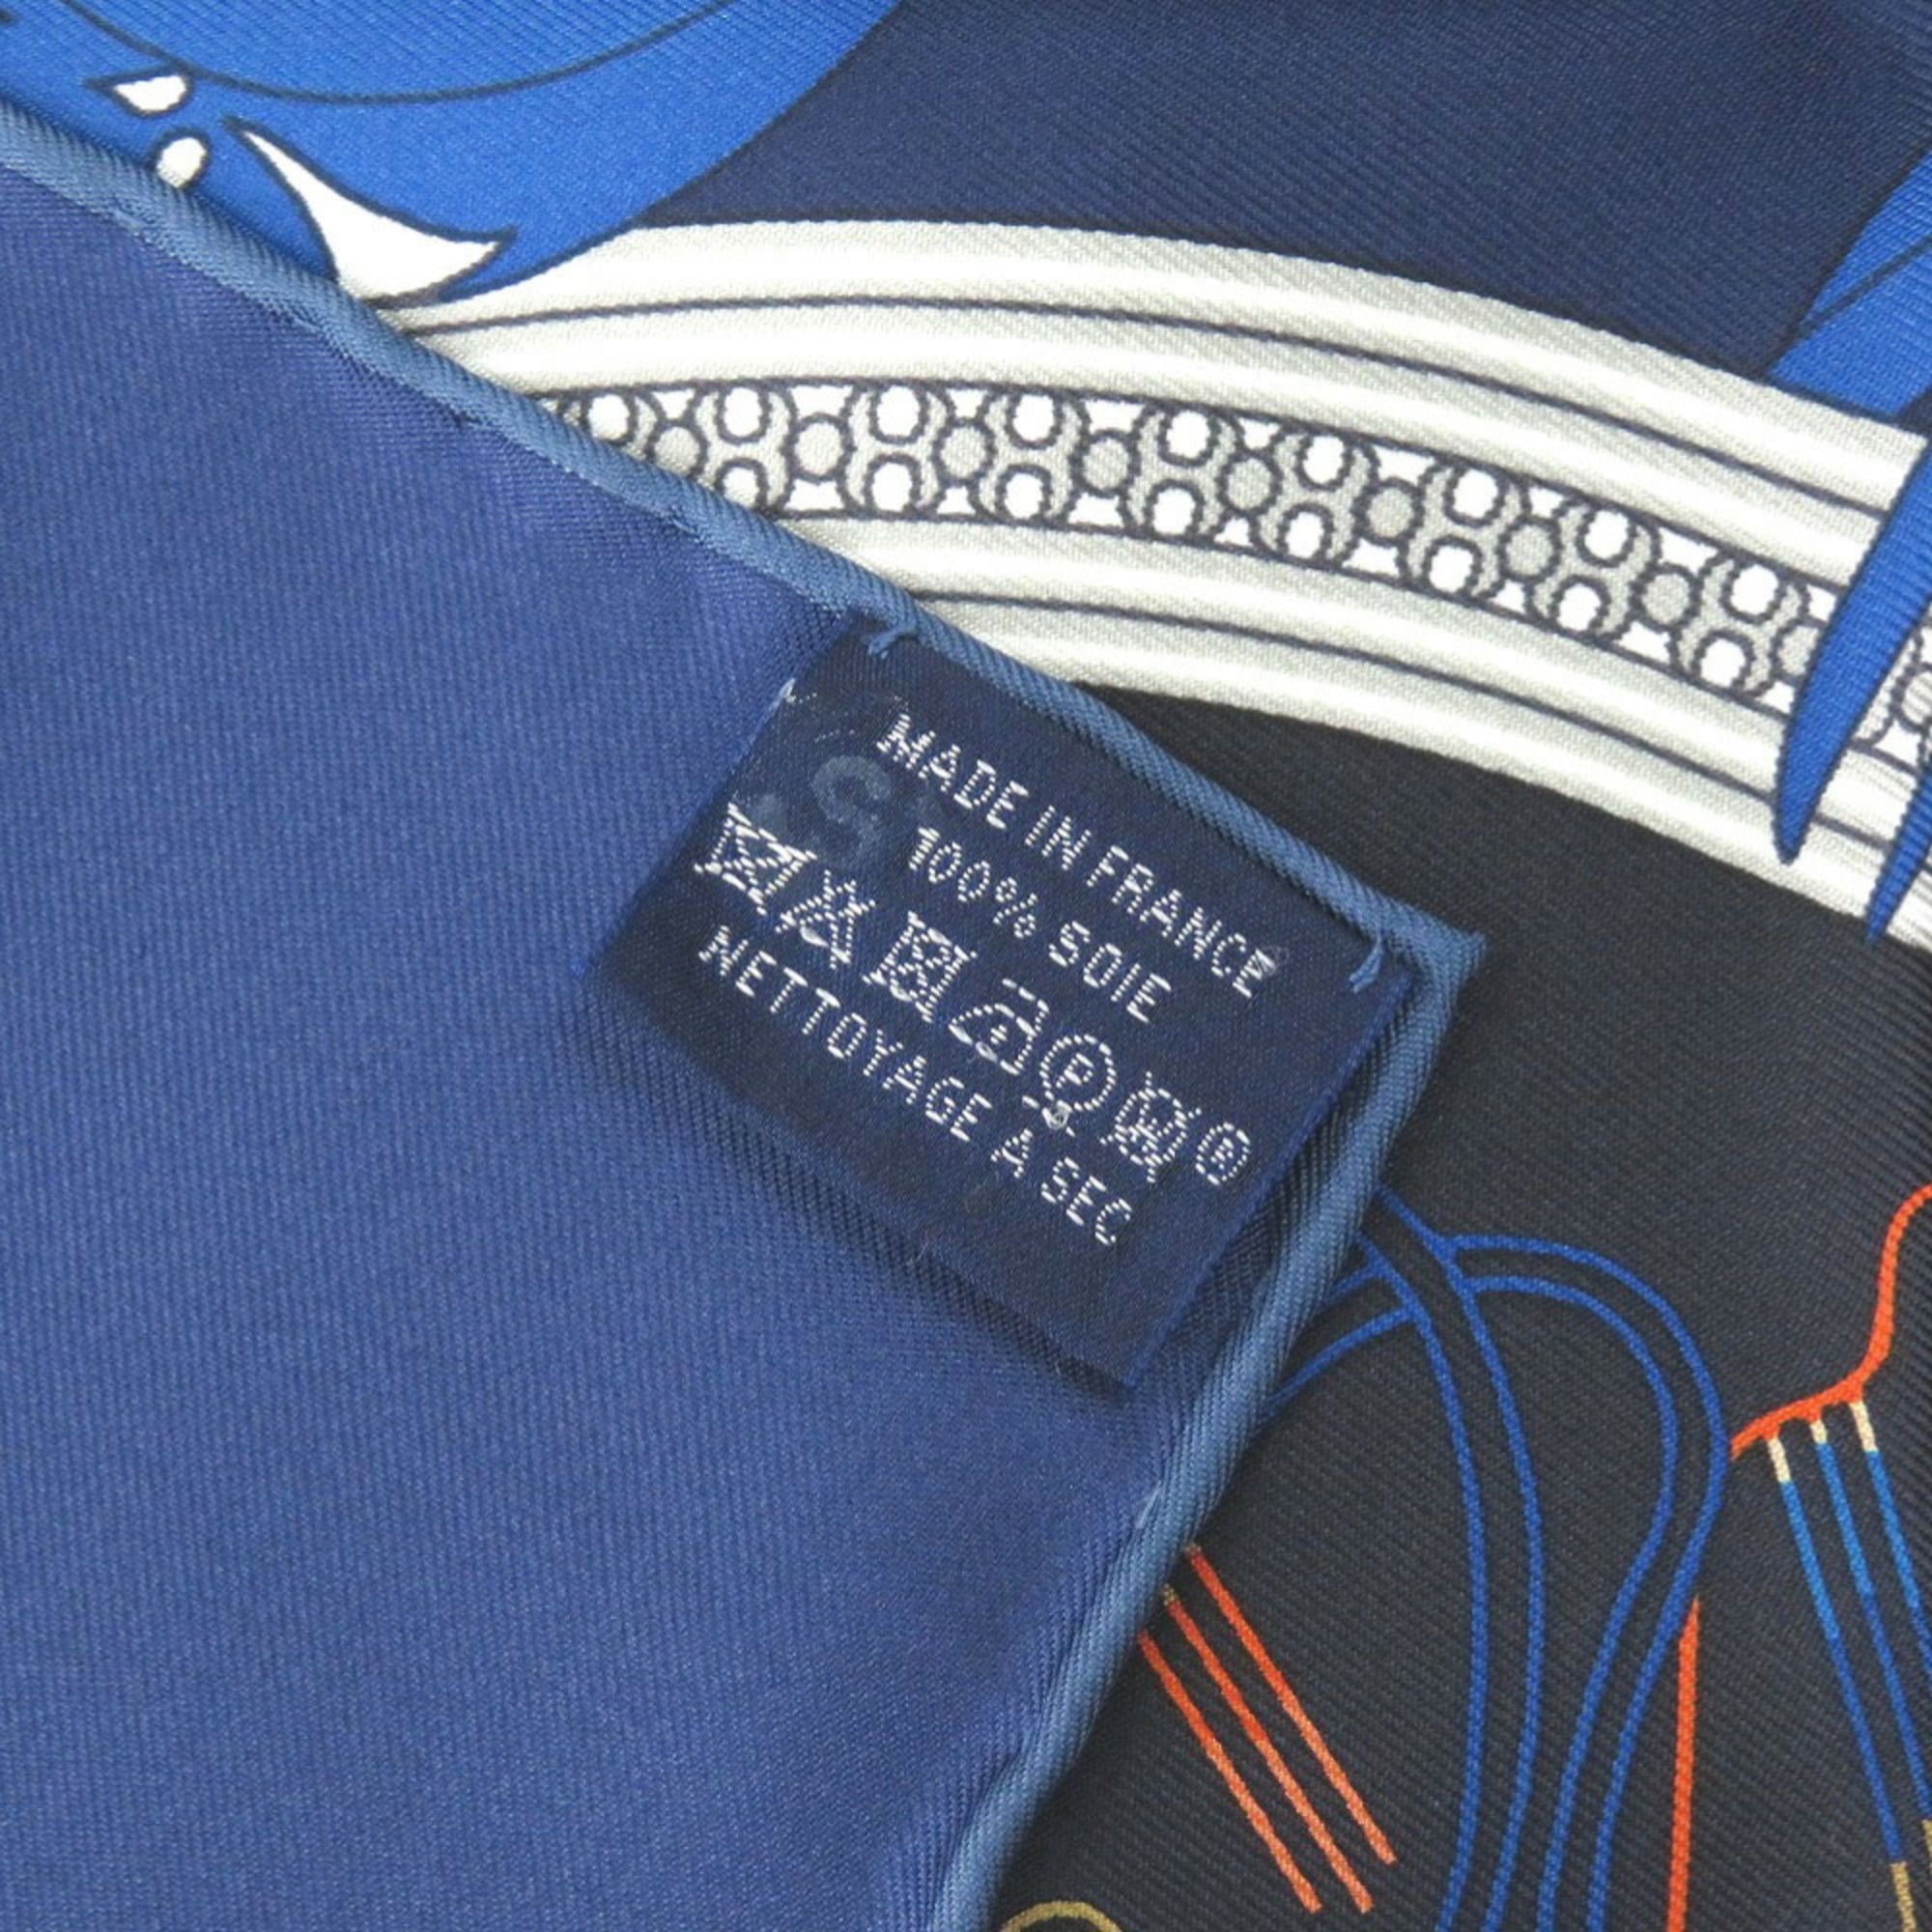 MADE IN FRANCE
100% SOIE
P W ®
NETTOYAGE A SEC